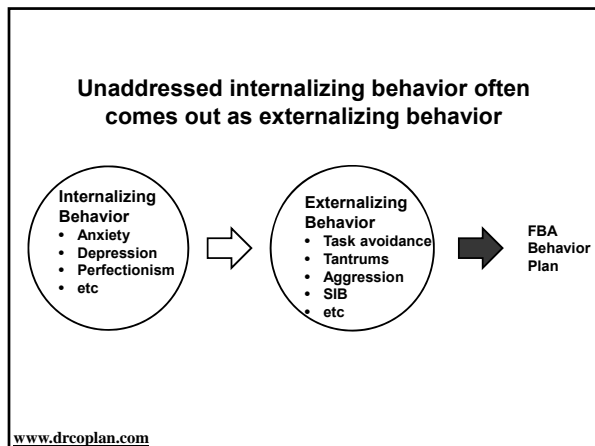 Unaddressed internalizing behavior often
comes out as externalizing behavior
Internalizing
Behavior
• Anxiety
• Depression
• Perfectionism
• etc
Externalizing
Behavior
• Task avoidance
• Tantrums
• Aggression
• SIB
• etc
FBA
Behavior
Plan
www.drcoplan.com